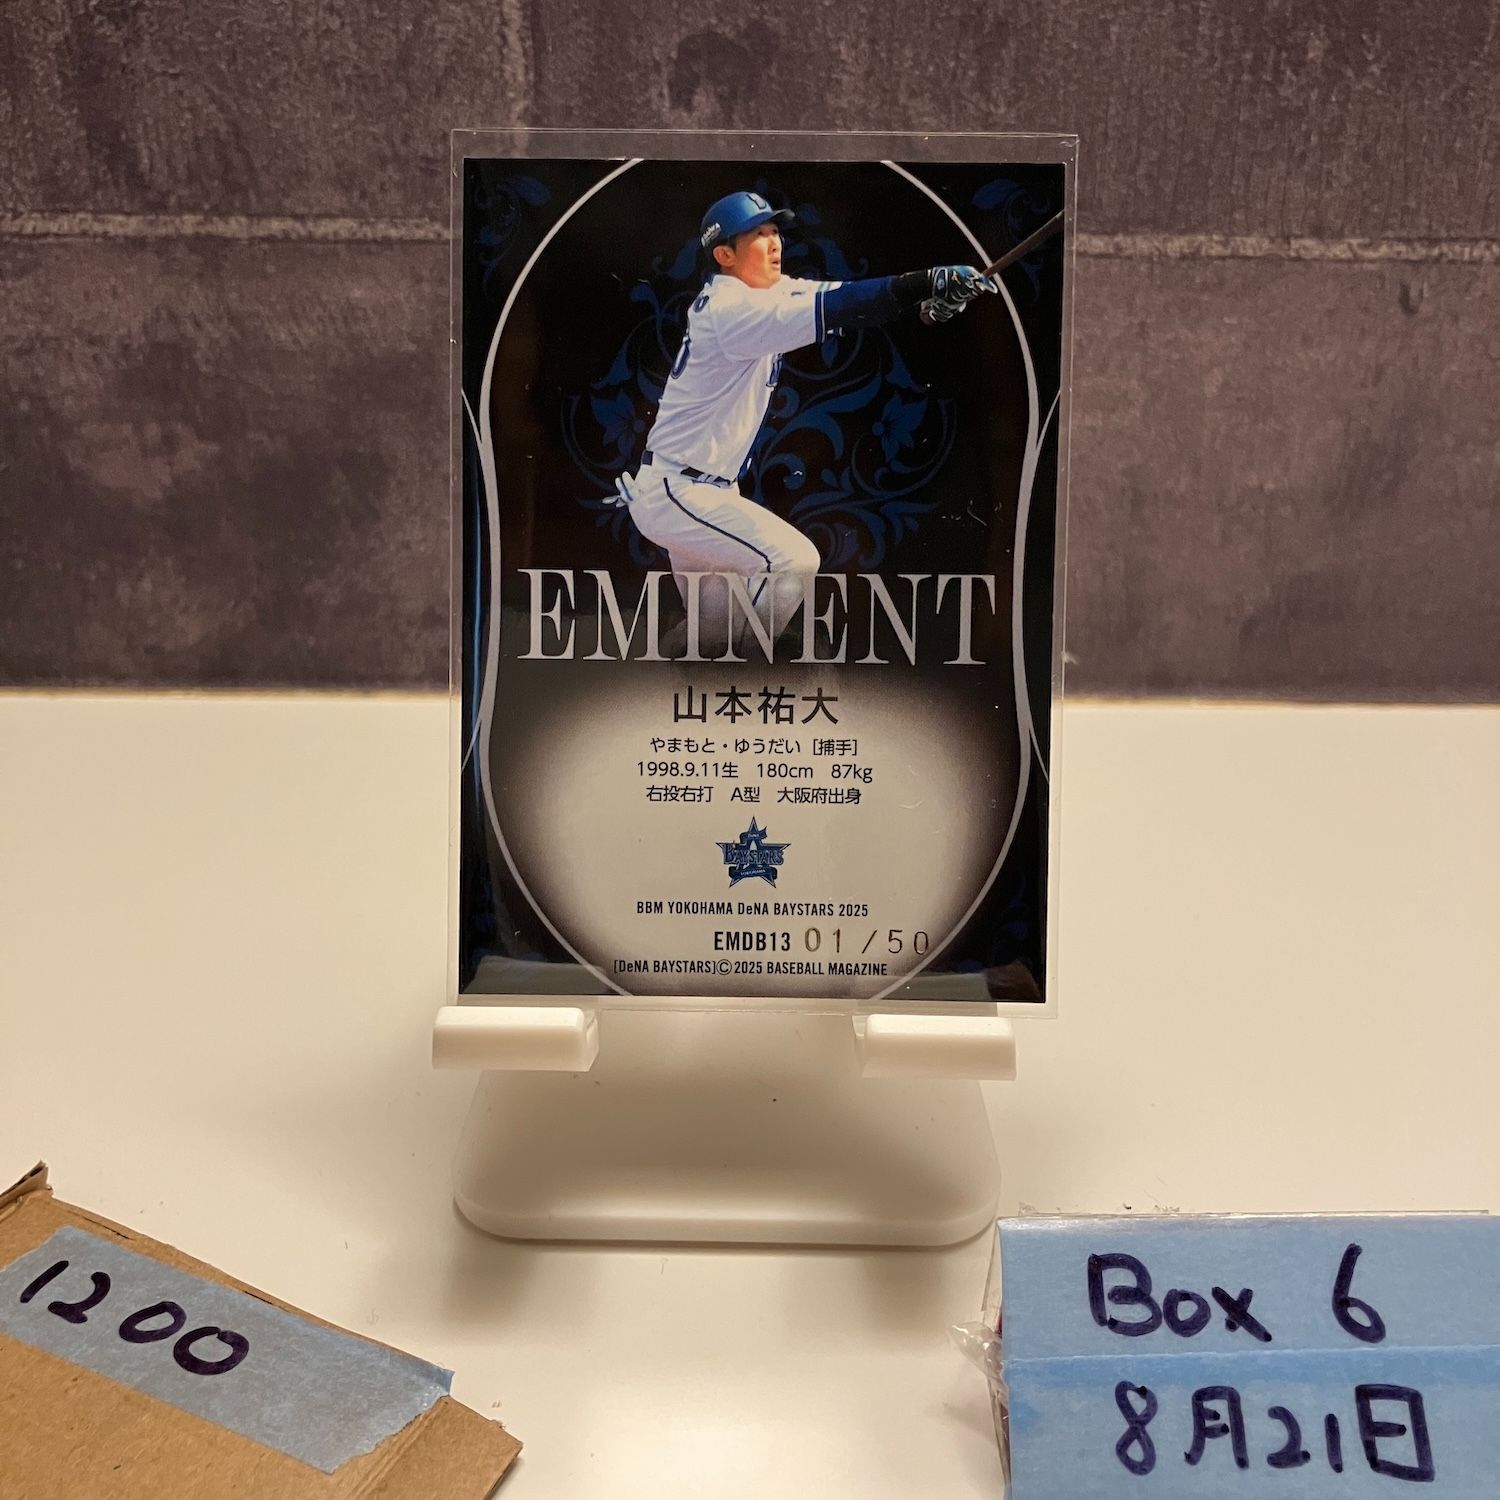 EMINENT
山本祐大
やまもと・ゆうだい［捕手］
1998.9.11生　180cm　87kg
右投右打　A型　大阪府出身
DeNA
BAYSTARS
YOKOHAMA
BBM YOKOHAMA DeNA BAYSTARS 2025
EMDB13 01/50
[DeNA BAYSTARS]© 2025 BASEBALL MAGAZINE
1200
Box 6
8月21日